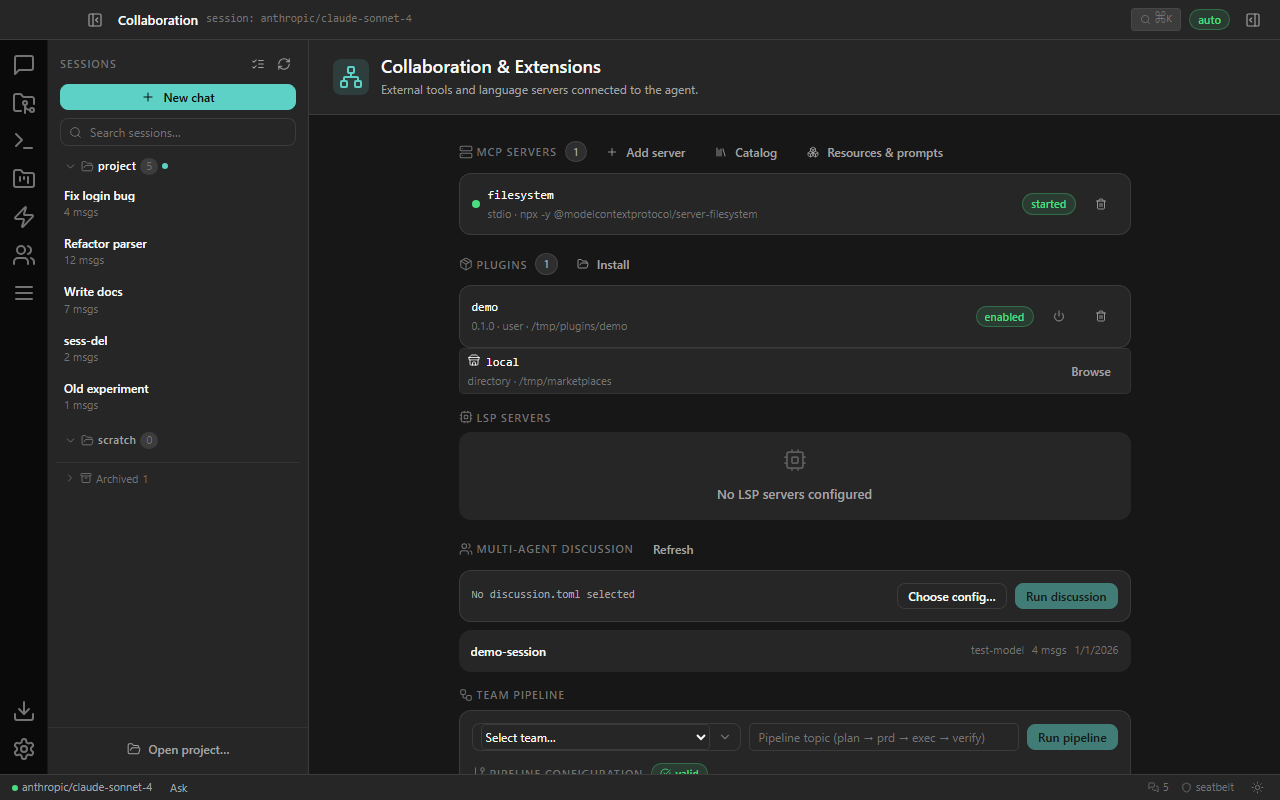 Collaboration session: anthropic/claude-sonnet-4
⌘K
auto
SESSIONS
+ New chat
Search sessions...
project 5
Fix login bug
4 msgs
Refactor parser
12 msgs
Write docs
7 msgs
sess-del
2 msgs
Old experiment
1 msgs
scratch 0
Archived 1
Open project...
Collaboration & Extensions
External tools and language servers connected to the agent.
MCP SERVERS 1 + Add server Catalog Resources & prompts
filesystem
stdio · npx -y @modelcontextprotocol/server-filesystem
started
PLUGINS 1 Install
demo
0.1.0 · user · /tmp/plugins/demo
enabled
local
directory · /tmp/marketplaces
Browse
LSP SERVERS
No LSP servers configured
MULTI-AGENT DISCUSSION Refresh
No discussion.toml selected
Choose config...
Run discussion
demo-session
test-model 4 msgs 1/1/2026
TEAM PIPELINE
Select team...
Pipeline topic (plan → prd → exec → verify)
Run pipeline
PIPELINE CONFIGURATION valid
anthropic/claude-sonnet-4 Ask
5 seatbelt